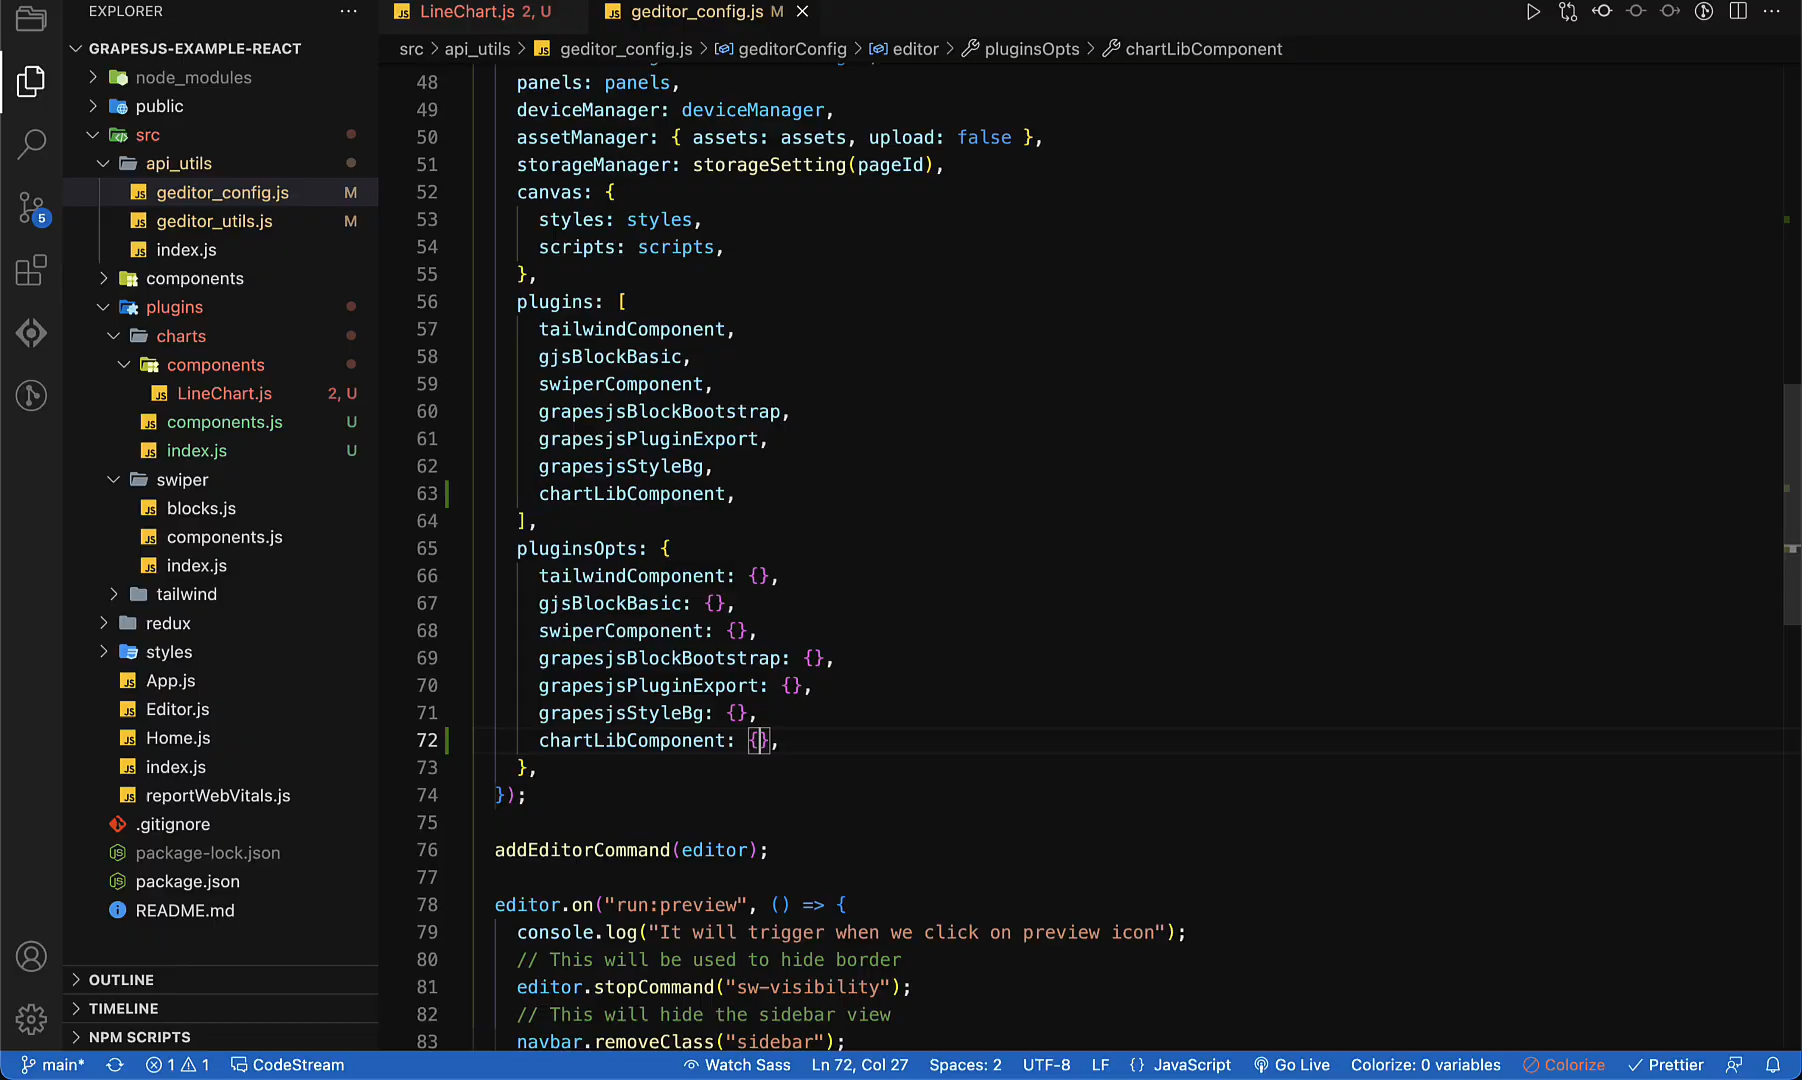 EXPLORER
LineChart.js 2, U
geditor_config.js M
src > api_utils > JS geditor_config.js > geditorConfig > editor > pluginsOpts > chartLibComponent
GRAPESJS-EXAMPLE-REACT
node_modules
public
src
api_utils
geditor_config.js M
geditor_utils.js M
index.js
components
plugins
charts
components
LineChart.js 2, U
components.js U
index.js U
swiper
blocks.js
components.js
index.js
tailwind
redux
styles
App.js
Editor.js
Home.js
index.js
reportWebVitals.js
.gitignore
package-lock.json
package.json
README.md
OUTLINE
TIMELINE
NPM SCRIPTS
5
48 panels: panels,
49 deviceManager: deviceManager,
50 assetManager: { assets: assets, upload: false },
51 storageManager: storageSetting(pageId),
52 canvas: {
53 styles: styles,
54 scripts: scripts,
55 },
56 plugins: [
57 tailwindComponent,
58 gjsBlockBasic,
59 swiperComponent,
60 grapesjsBlockBootstrap,
61 grapesjsPluginExport,
62 grapesjsStyleBg,
63 chartLibComponent,
64 ],
65 pluginsOpts: {
66 tailwindComponent: {},
67 gjsBlockBasic: {},
68 swiperComponent: {},
69 grapesjsBlockBootstrap: {},
70 grapesjsPluginExport: {},
71 grapesjsStyleBg: {},
72 chartLibComponent: {},
73 },
74 });
75
76 addEditorCommand(editor);
77
78 editor.on("run:preview", () => {
79 console.log("It will trigger when we click on preview icon");
80 // This will be used to hide border
81 editor.stopCommand("sw-visibility");
82 // This will hide the sidebar view
83 navbar.removeClass("sidebar");
main* 1 1 CodeStream Watch Sass Ln 72, Col 27 Spaces: 2 UTF-8 LF {} JavaScript Go Live Colorize: 0 variables Colorize Prettier